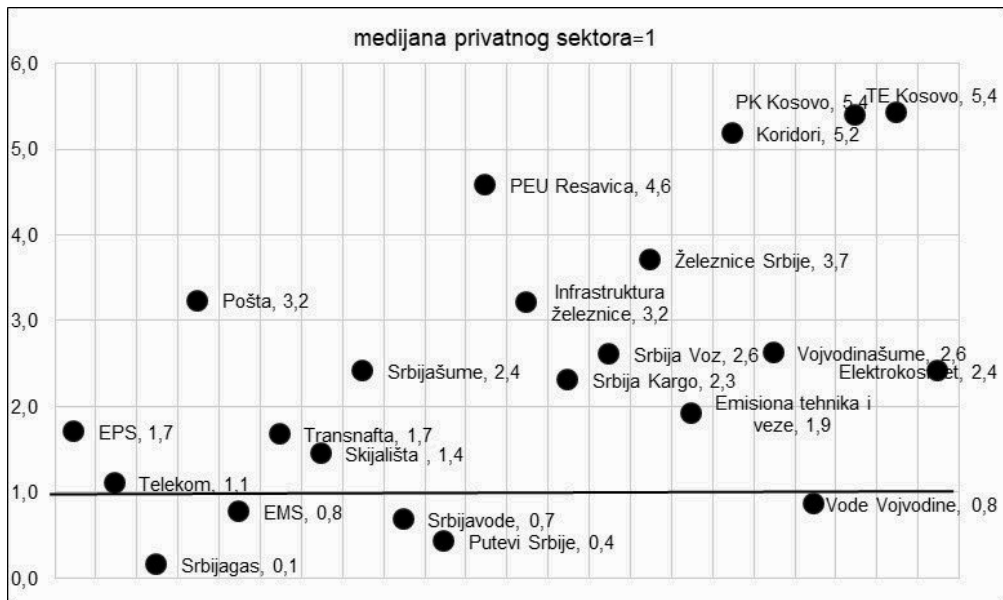 medijana privatnog sektora=1
6,0
5,0
4,0
3,0
2,0
1,0
0,0
PK Kosovo, 5,4
TE Kosovo, 5,4
Koridori, 5,2
PEU Resavica, 4,6
Železnice Srbije, 3,7
Pošta, 3,2
Infrastruktura
železnice, 3,2
Srbija Voz, 2,6
Vojvodinašume, 2,6
Srbijašume, 2,4
Srbija Kargo, 2,3
Elektrokosmet, 2,4
Emisiona tehnika i
veze, 1,9
EPS, 1,7
Transnafta, 1,7
Skijališta , 1,4
Telekom, 1,1
EMS, 0,8
Srbijavode, 0,7
Vode Vojvodine, 0,8
Putevi Srbije, 0,4
Srbijagas, 0,1